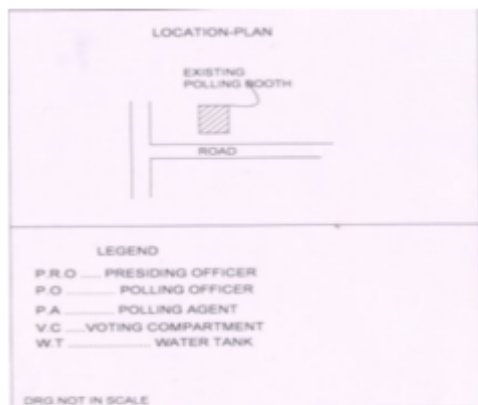 LOCATION-PLAN
EXISTING
POLLING BOOTH
ROAD
LEGEND
P.R.O ..... PRESIDING OFFICER
P.O ............... POLLING OFFICER
P.A ............... POLLING AGENT
V.C .....VOTING COMPARTMENT
W.T ........................ WATER TANK
DRG NOT IN SCALE